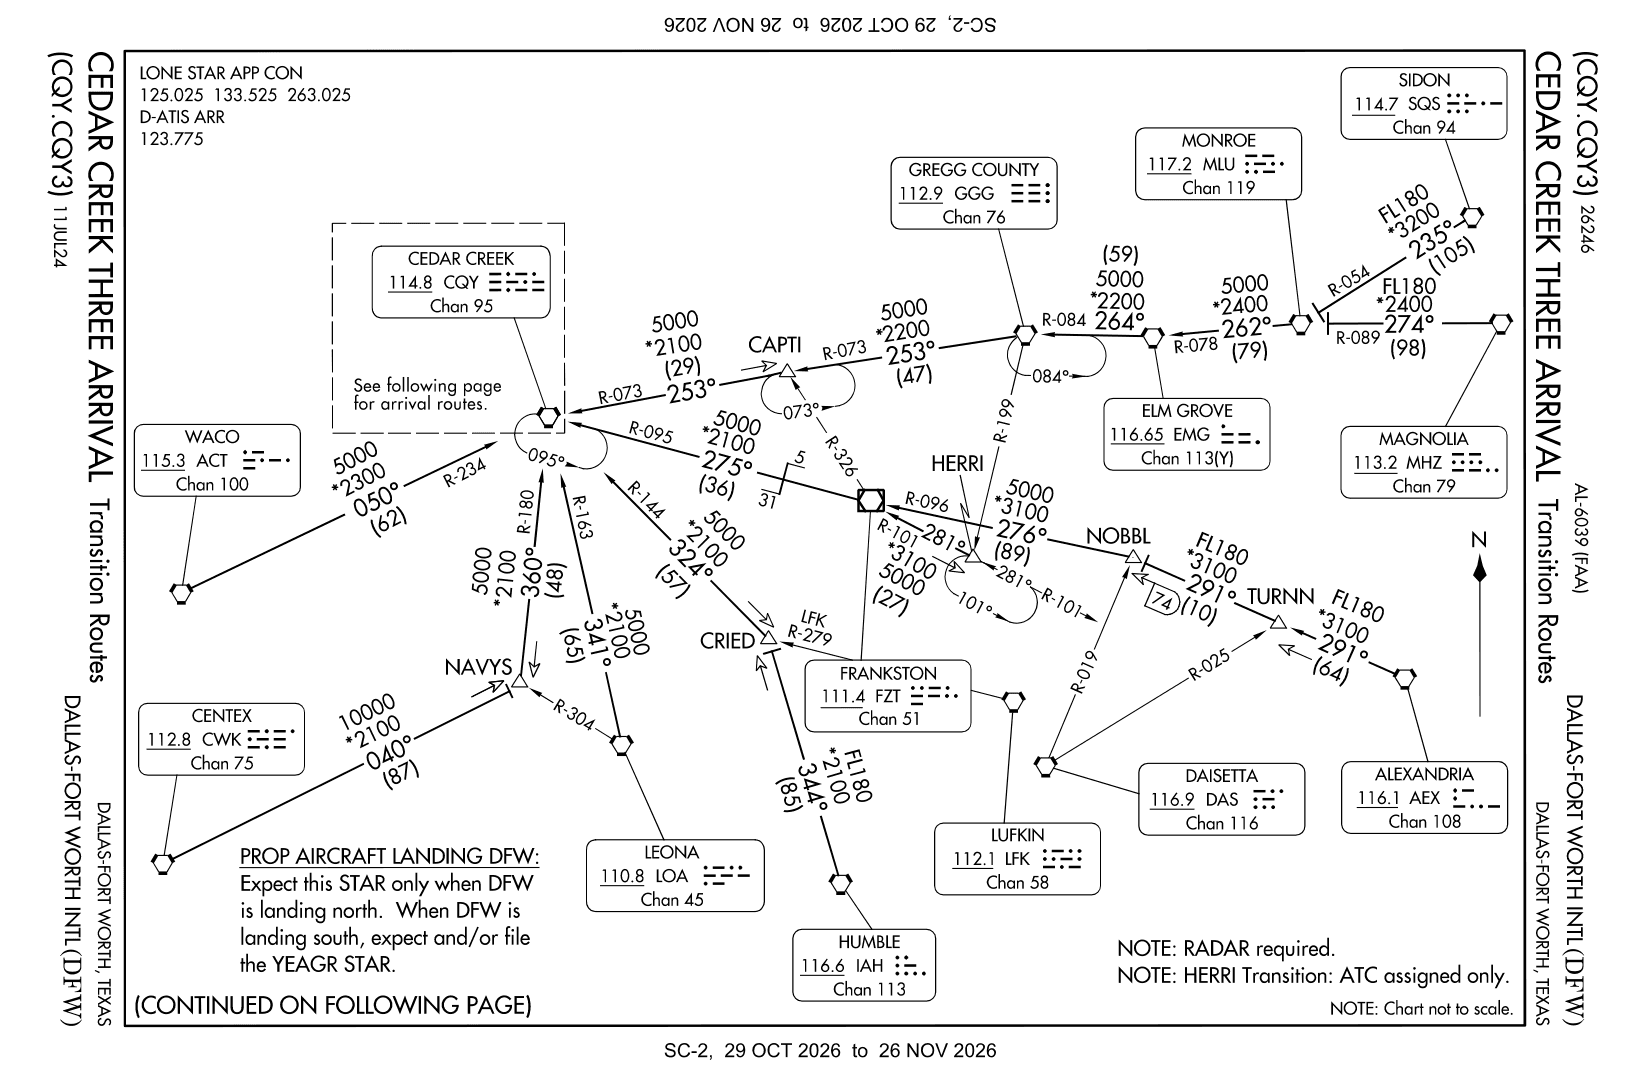 SC-2, 29 OCT 2026 to 26 NOV 2026
(CQY.CQY3) 11JUL24
CEDAR CREEK THREE ARRIVAL Transition Routes
DALLAS-FORT WORTH INTL (DFW)
DALLAS-FORT WORTH, TEXAS
LONE STAR APP CON
125.025 133.525 263.025
D-ATIS ARR
123.775
SIDON
114.7 SQS
Chan 94
MONROE
117.2 MLU
Chan 119
GREGG COUNTY
112.9 GGG
Chan 76
CEDAR CREEK
114.8 CQY
Chan 95
See following page
for arrival routes.
FL180
*3200
235°
(105)
R-054
FL180
*2400
274°
R-089
(98)
5000
*2400
262°
R-078
(79)
(59)
5000
*2200
264°
R-084
084°
5000
*2200
253°
R-073
(47)
CAPTI
073°
5000
*2100
(29)
253°
R-073
R-199
R-326
ELM GROVE
116.65 EMG
Chan 113(Y)
MAGNOLIA
113.2 MHZ
Chan 79
WACO
115.3 ACT
Chan 100
5000
*2300
050°
(62)
R-234
095°
R-095
5000
*2100
275°
(36)
5
31
HERRI
R-096
5000
*3100
276°
(89)
R-101
281°
*3100
5000
(27)
281°
R-101
101°
NOBBL
74
FL180
*3100
291°
(10)
TURNN
FL180
*3100
291°
(64)
R-019
R-025
N
R-180
5000
*2100
360°
(48)
R-163
5000
*2100
341°
(65)
R-144
5000
*2100
324°
(57)
CRIED
LFK
R-279
NAVYS
R-304
FRANKSTON
111.4 FZT
Chan 51
CENTEX
112.8 CWK
Chan 75
10000
*2100
040°
(87)
FL180
*2100
344°
(85)
DAISETTA
116.9 DAS
Chan 116
ALEXANDRIA
116.1 AEX
Chan 108
LUFKIN
112.1 LFK
Chan 58
LEONA
110.8 LOA
Chan 45
HUMBLE
116.6 IAH
Chan 113
PROP AIRCRAFT LANDING DFW:
Expect this STAR only when DFW
is landing north. When DFW is
landing south, expect and/or file
the YEAGR STAR.
(CONTINUED ON FOLLOWING PAGE)
NOTE: RADAR required.
NOTE: HERRI Transition: ATC assigned only.
NOTE: Chart not to scale.
CEDAR CREEK THREE ARRIVAL Transition Routes
(CQY.CQY3) 26246
AL-6039 (FAA)
DALLAS-FORT WORTH INTL (DFW)
DALLAS-FORT WORTH, TEXAS
SC-2, 29 OCT 2026 to 26 NOV 2026